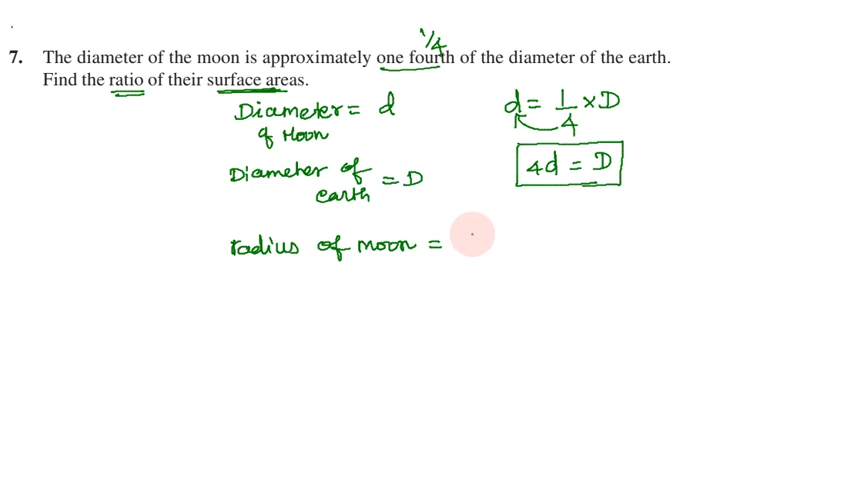 1/4
7. The diameter of the moon is approximately one fourth of the diameter of the earth.
Find the ratio of their surface areas.
Diameter of Moon = d
d = 1/4 × D
4d = D
Diameter of earth = D
radius of moon =